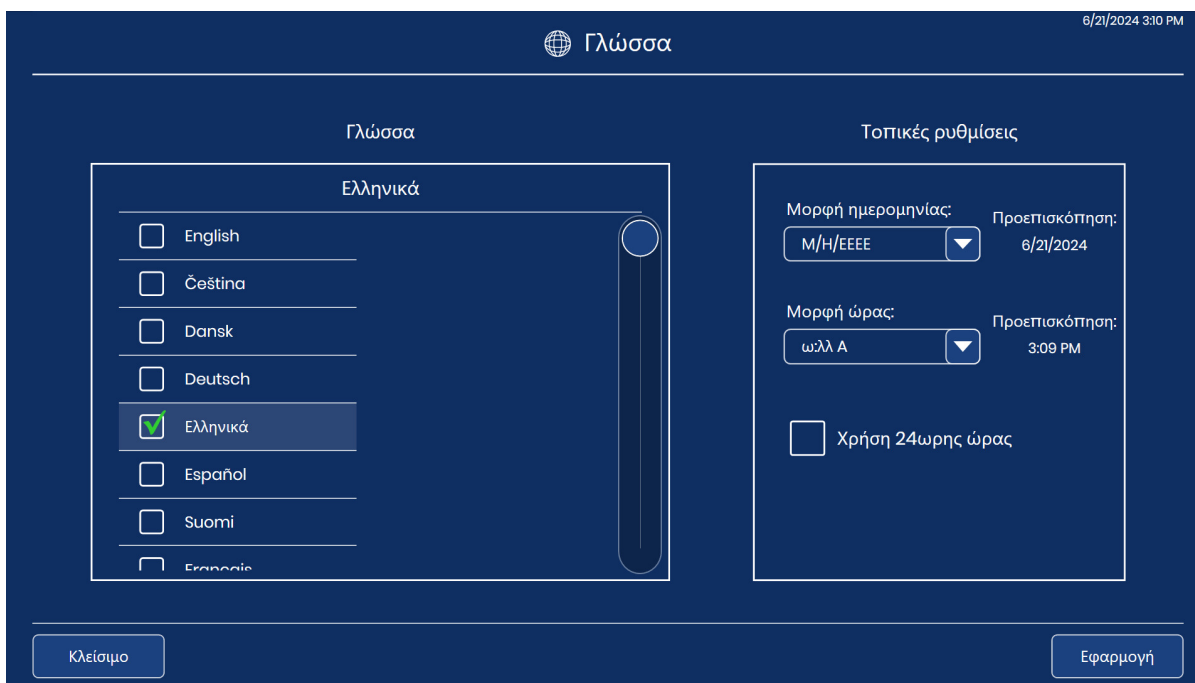 6/21/2024 3:10 PM
Γλώσσα
Γλώσσα
Ελληνικά
English
Čeština
Dansk
Deutsch
Ελληνικά
Español
Suomi
Français
Τοπικές ρυθμίσεις
Μορφή ημερομηνίας:
Προεπισκόπηση:
Μ/Η/ΕΕΕΕ
6/21/2024
Μορφή ώρας:
Προεπισκόπηση:
ω:λλ Α
3:09 PM
Χρήση 24ωρης ώρας
Κλείσιμο
Εφαρμογή